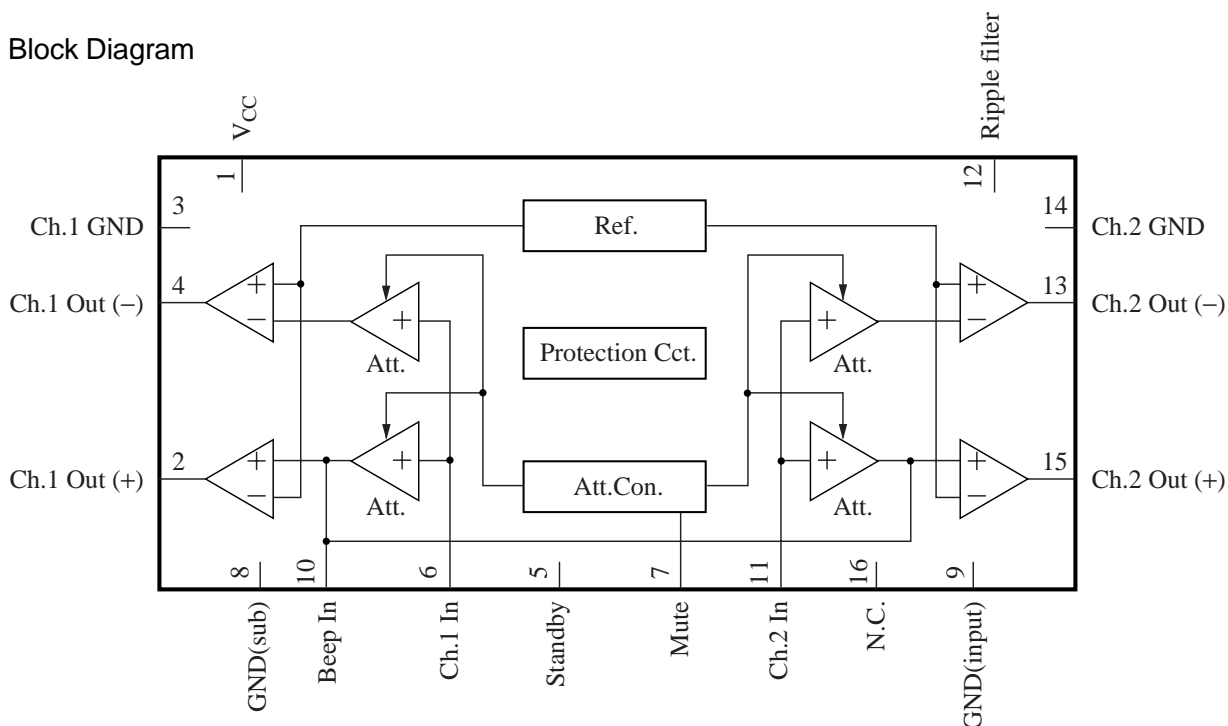 Block Diagram
VCC
Ripple filter
1
12
3
14
Ch.1 GND
Ref.
Ch.2 GND
4
+
+
13
Ch.1 Out (−)
+
+
Ch.2 Out (−)
−
−
Att.
Protection Cct.
Att.
2
+
+
15
Ch.1 Out (+)
+
+
Ch.2 Out (+)
−
Att.Con.
−
Att.
Att.
8
10
6
5
7
11
16
9
GND(sub)
Beep In
Ch.1 In
Standby
Mute
Ch.2 In
N.C.
GND(input)